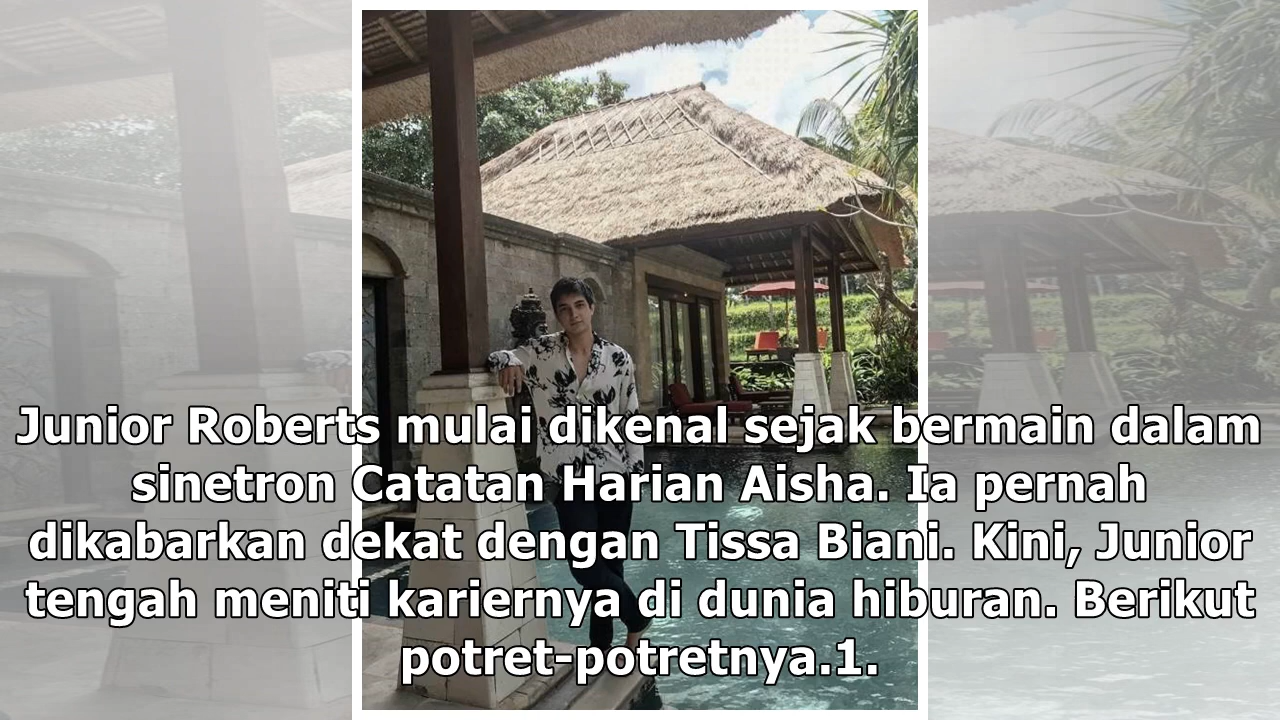 Junior Roberts mulai dikenal sejak bermain dalam
sinetron Catatan Harian Aisha. Ia pernah
dikabarkan dekat dengan Tissa Biani. Kini, Junior
tengah meniti kariernya di dunia hiburan. Berikut
potret-potretnya.1.